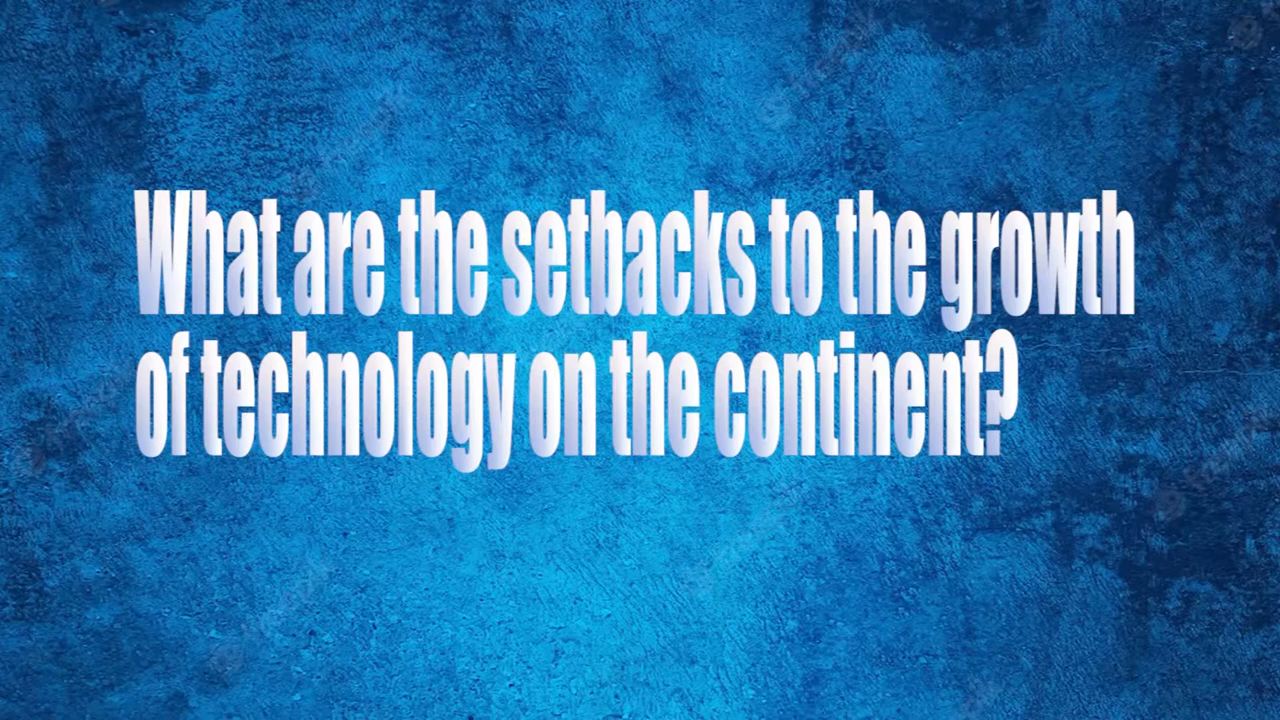 What are the setbacks to the growth
of technology on the continent?